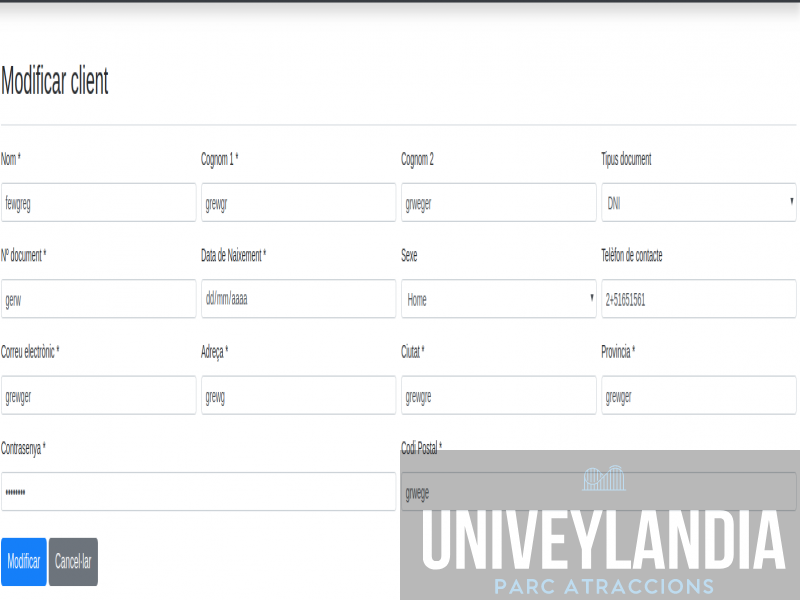 Modificar client
Nom * Cognom 1 * Cognom 2 Tipus document
fewgreg grewgr grweger DNI
Nº document * Data de Naixement * Sexe Telèfon de contacte
gerw dd/mm/aaaa Home 2+51651561
Correu electrònic * Adreça * Ciutat * Província *
grewger grewg grewgre grewger
Contrasenya * Codi Postal *
•••••••• grwege
UNIVEYLANDIA
PARC ATRACCIONS
Modificar Cancel·lar